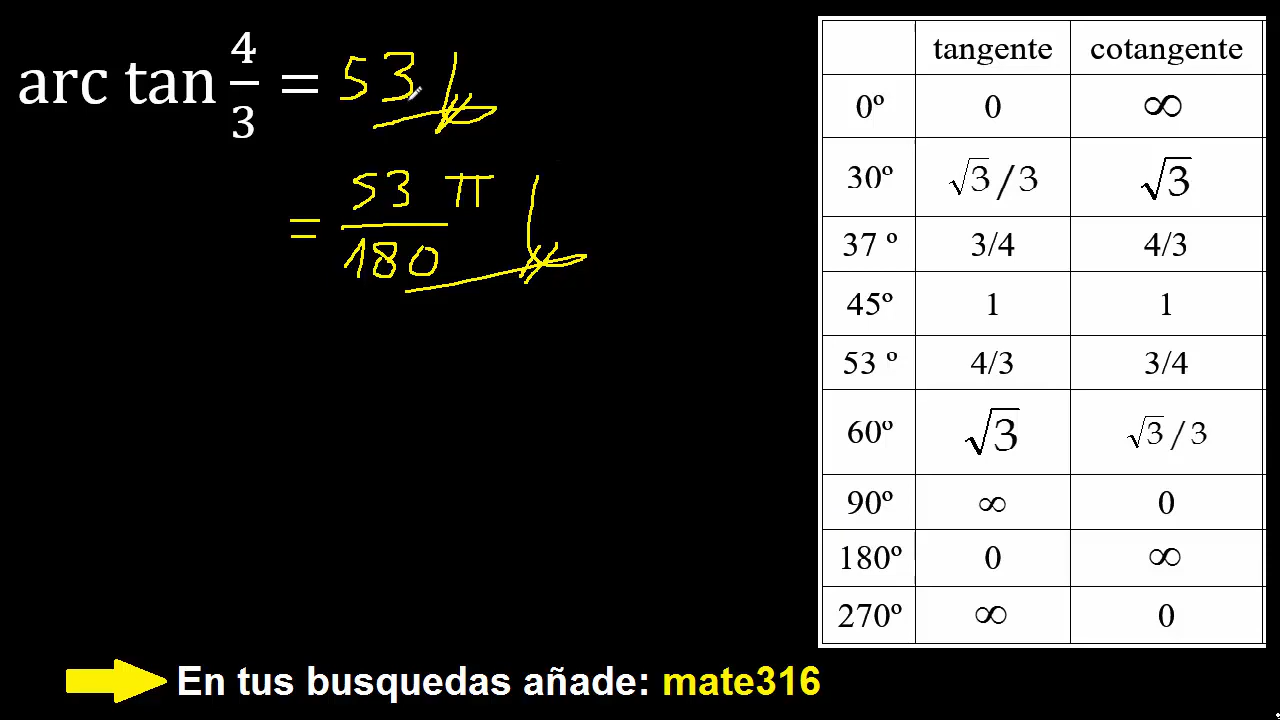 arc tan 4/3 = 53
= 53 π / 180
tangente cotangente
0º 0 ∞
30º √3/3 √3
37 º 3/4 4/3
45º 1 1
53 º 4/3 3/4
60º √3 √3/3
90º ∞ 0
180º 0 ∞
270º ∞ 0
En tus busquedas añade: mate316